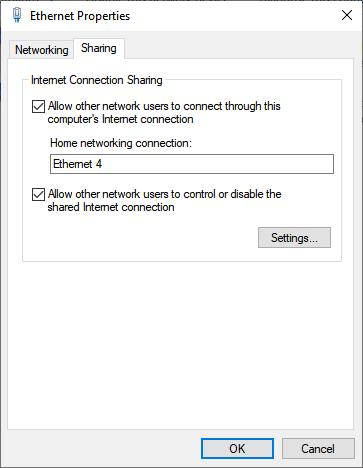 Ethernet Properties
Networking
Sharing
Internet Connection Sharing
Allow other network users to connect through this
computer's Internet connection
Home networking connection:
Ethernet 4
Allow other network users to control or disable the
shared Internet connection
Settings...
OK
Cancel